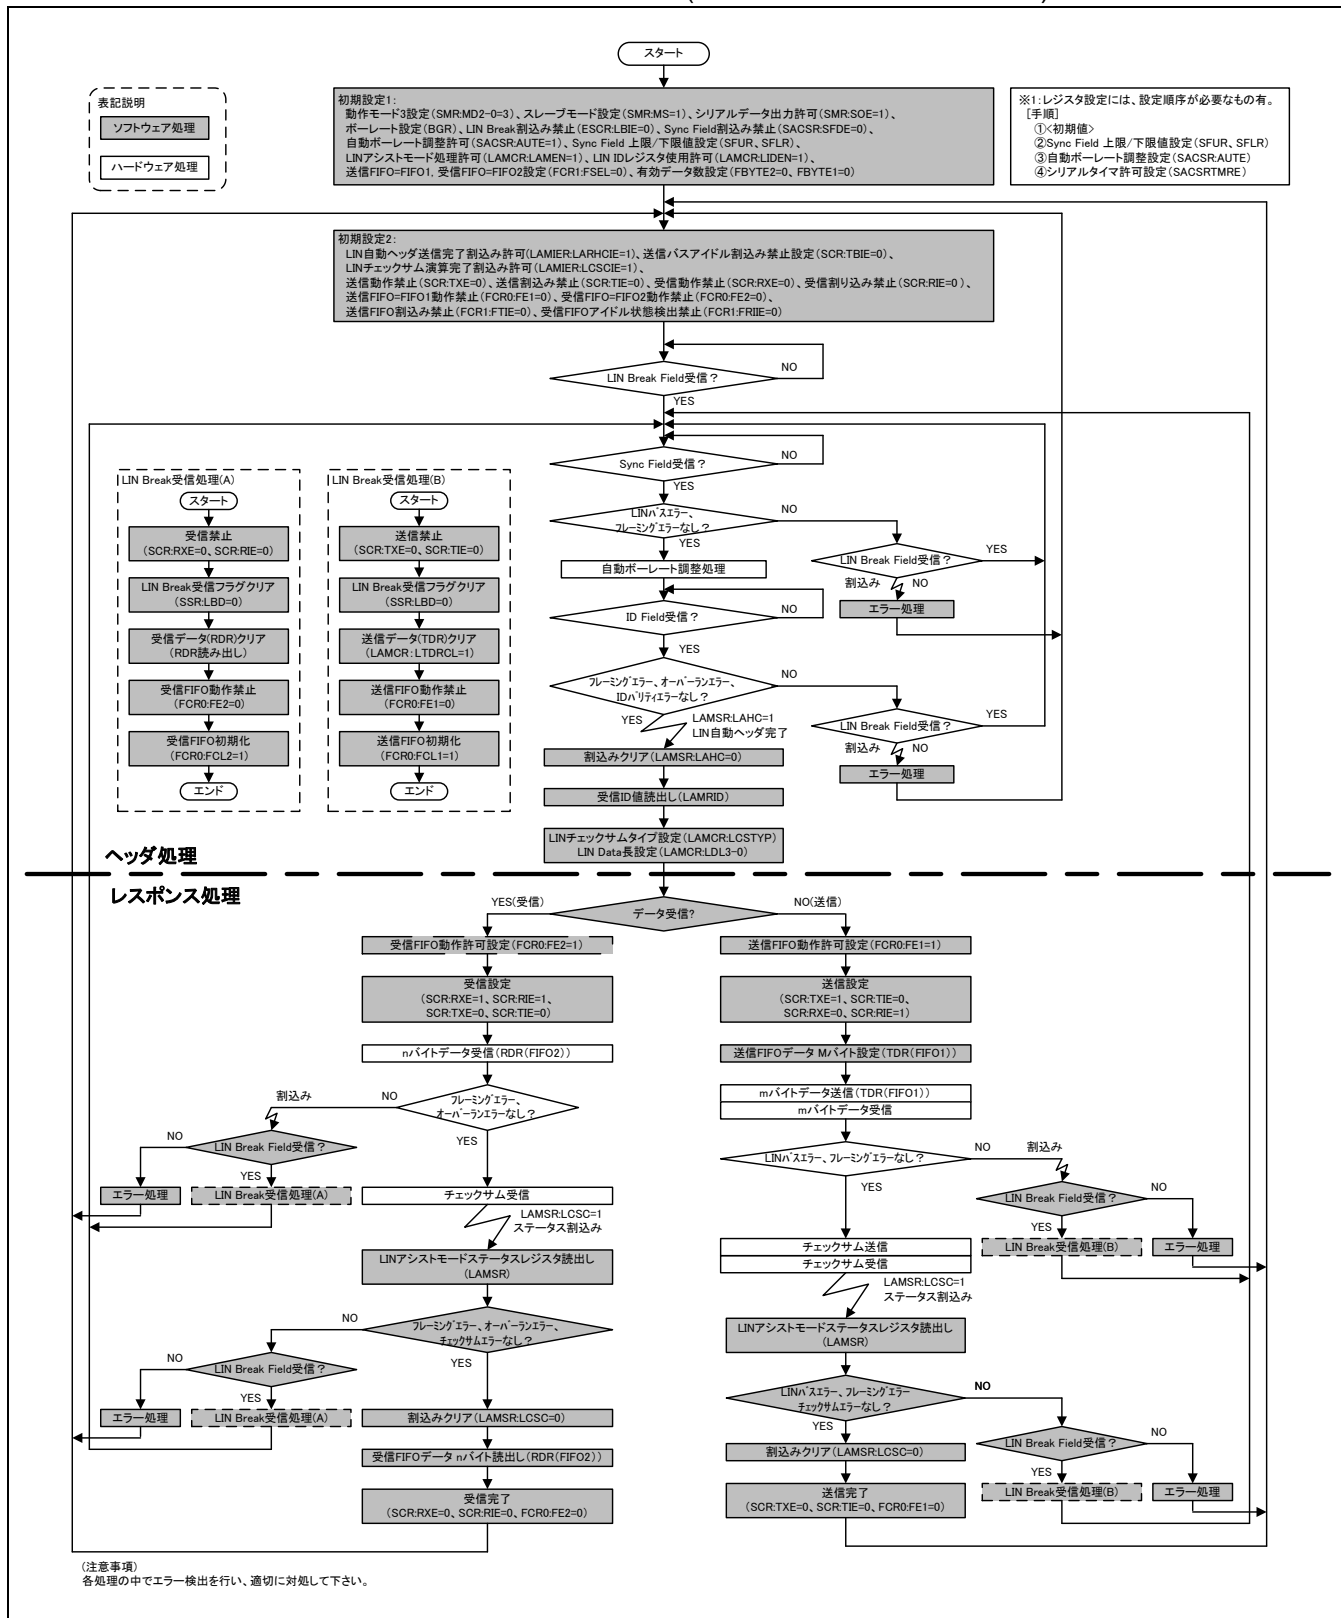 スタート
表記説明
ソフトウェア処理
ハードウェア処理
初期設定1:
動作モード3設定(SMR:MD2-0=3)、スレーブモード設定(SMR:MS=1)、シリアルデータ出力許可(SMR:SOE=1)、
ボーレート設定(BGR)、LIN Break割込み禁止(ESCR:LBIE=0)、Sync Field割込み禁止(SACSR:SFDE=0)、
自動ボーレート調整許可(SACSR:AUTE=1)、Sync Field 上限/下限値設定(SFUR、SFLR)、
LINアシストモード処理許可(LAMCR:LAMEN=1)、LIN IDレジスタ使用許可(LAMCR:LIDEN=1)、
送信FIFO=FIFO1, 受信FIFO=FIFO2設定(FCR1:FSEL=0)、有効データ数設定(FBYTE2=0、FBYTE1=0)
※1:レジスタ設定には、設定順序が必要なもの有。
[手順]
①<初期値>
②Sync Field 上限/下限値設定(SFUR、SFLR)
③自動ボーレート調整設定(SACSR:AUTE)
④シリアルタイマ許可設定(SACSRTMRE)
初期設定2:
LIN自動ヘッダ送信完了割込み許可(LAMIER:LARHCIE=1)、送信バスアイドル割込み禁止設定(SCR:TBIE=0)、
LINチェックサム演算完了割込み許可(LAMIER:LCSCIE=1)、
送信動作禁止(SCR:TXE=0)、送信割込み禁止(SCR:TIE=0)、受信動作禁止(SCR:RXE=0)、受信割り込み禁止(SCR:RIE=0)、
送信FIFO=FIFO1動作禁止(FCR0:FE1=0)、受信FIFO=FIFO2動作禁止(FCR0:FE2=0)、
送信FIFO割込み禁止(FCR1:FTIE=0)、受信FIFOアイドル状態検出禁止(FCR1:FRIIE=0)
LIN Break Field受信?
NO
YES
Sync Field受信?
NO
YES
LINバスエラー、
フレーミングエラーなし?
NO
YES
LIN Break Field受信?
YES
割込み
NO
エラー処理
自動ボーレート調整処理
ID Field受信?
NO
YES
フレーミングエラー、オーバーランエラー、
IDパリティエラーなし?
NO
YES
LAMSR:LAHC=1
LIN自動ヘッダ完了
LIN Break Field受信?
YES
割込み
NO
エラー処理
割込みクリア(LAMSR:LAHC=0)
受信ID値読出し(LAMRID)
LINチェックサムタイプ設定(LAMCR:LCSTYP)
LIN Data長設定(LAMCR:LDL3-0)
LIN Break受信処理(A)
スタート
受信禁止
(SCR:RXE=0、SCR:RIE=0)
LIN Break受信フラグクリア
(SSR:LBD=0)
受信データ(RDR)クリア
(RDR読み出し)
受信FIFO動作禁止
(FCR0:FE2=0)
受信FIFO初期化
(FCR0:FCL2=1)
エンド
LIN Break受信処理(B)
スタート
送信禁止
(SCR:TXE=0、SCR:TIE=0)
LIN Break受信フラグクリア
(SSR:LBD=0)
送信データ(TDR)クリア
(LAMCR:LTDRCL=1)
送信FIFO動作禁止
(FCR0:FE1=0)
送信FIFO初期化
(FCR0:FCL1=1)
エンド
ヘッダ処理
レスポンス処理
データ受信?
YES(受信)
NO(送信)
受信FIFO動作許可設定(FCR0:FE2=1)
受信設定
(SCR:RXE=1、SCR:RIE=1、
SCR:TXE=0、SCR:TIE=0)
nバイトデータ受信(RDR(FIFO2))
フレーミングエラー、
オーバーランエラーなし?
NO
割込み
YES
LIN Break Field受信?
NO
YES
エラー処理
LIN Break受信処理(A)
チェックサム受信
LAMSR:LCSC=1
ステータス割込み
LINアシストモードステータスレジスタ読出し
(LAMSR)
フレーミングエラー、オーバーランエラー、
チェックサムエラーなし?
NO
YES
LIN Break Field受信?
NO
YES
エラー処理
LIN Break受信処理(A)
割込みクリア(LAMSR:LCSC=0)
受信FIFOデータ nバイト読出し(RDR(FIFO2))
受信完了
(SCR:RXE=0、SCR:RIE=0、FCR0:FE2=0)
送信FIFO動作許可設定(FCR0:FE1=1)
送信設定
(SCR:TXE=1、SCR:TIE=0、
SCR:RXE=0、SCR:RIE=1)
送信FIFOデータ Mバイト設定(TDR(FIFO1))
mバイトデータ送信(TDR(FIFO1))
mバイトデータ受信
LINバスエラー、フレーミングエラーなし?
NO
割込み
YES
LIN Break Field受信?
NO
YES
LIN Break受信処理(B)
エラー処理
チェックサム送信
チェックサム受信
LAMSR:LCSC=1
ステータス割込み
LINアシストモードステータスレジスタ読出し
(LAMSR)
LINバスエラー、フレーミングエラー
チェックサムエラーなし?
NO
YES
LIN Break Field受信?
NO
YES
LIN Break受信処理(B)
エラー処理
割込みクリア(LAMSR:LCSC=0)
送信完了
(SCR:TXE=0、SCR:TIE=0、FCR0:FE1=0)
(注意事項)
各処理の中でエラー検出を行い、適切に対処して下さい。